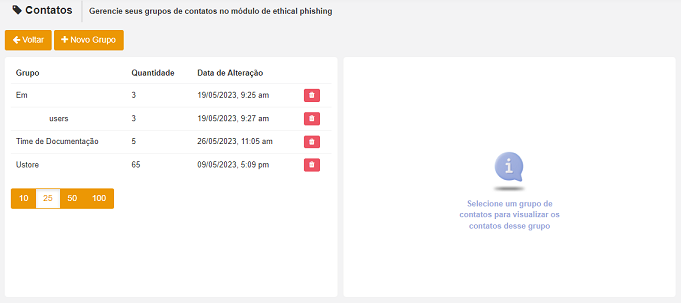 Contatos Gerencie seus grupos de contatos no módulo de ethical phishing
Voltar Novo Grupo
Grupo Quantidade Data de Alteração
Em 3 19/05/2023, 9:25 am
users 3 19/05/2023, 9:27 am
Time de Documentação 5 26/05/2023, 11:05 am
Ustore 65 09/05/2023, 5:09 pm
10 25 50 100
Selecione um grupo de
contatos para visualizar os
contatos desse grupo